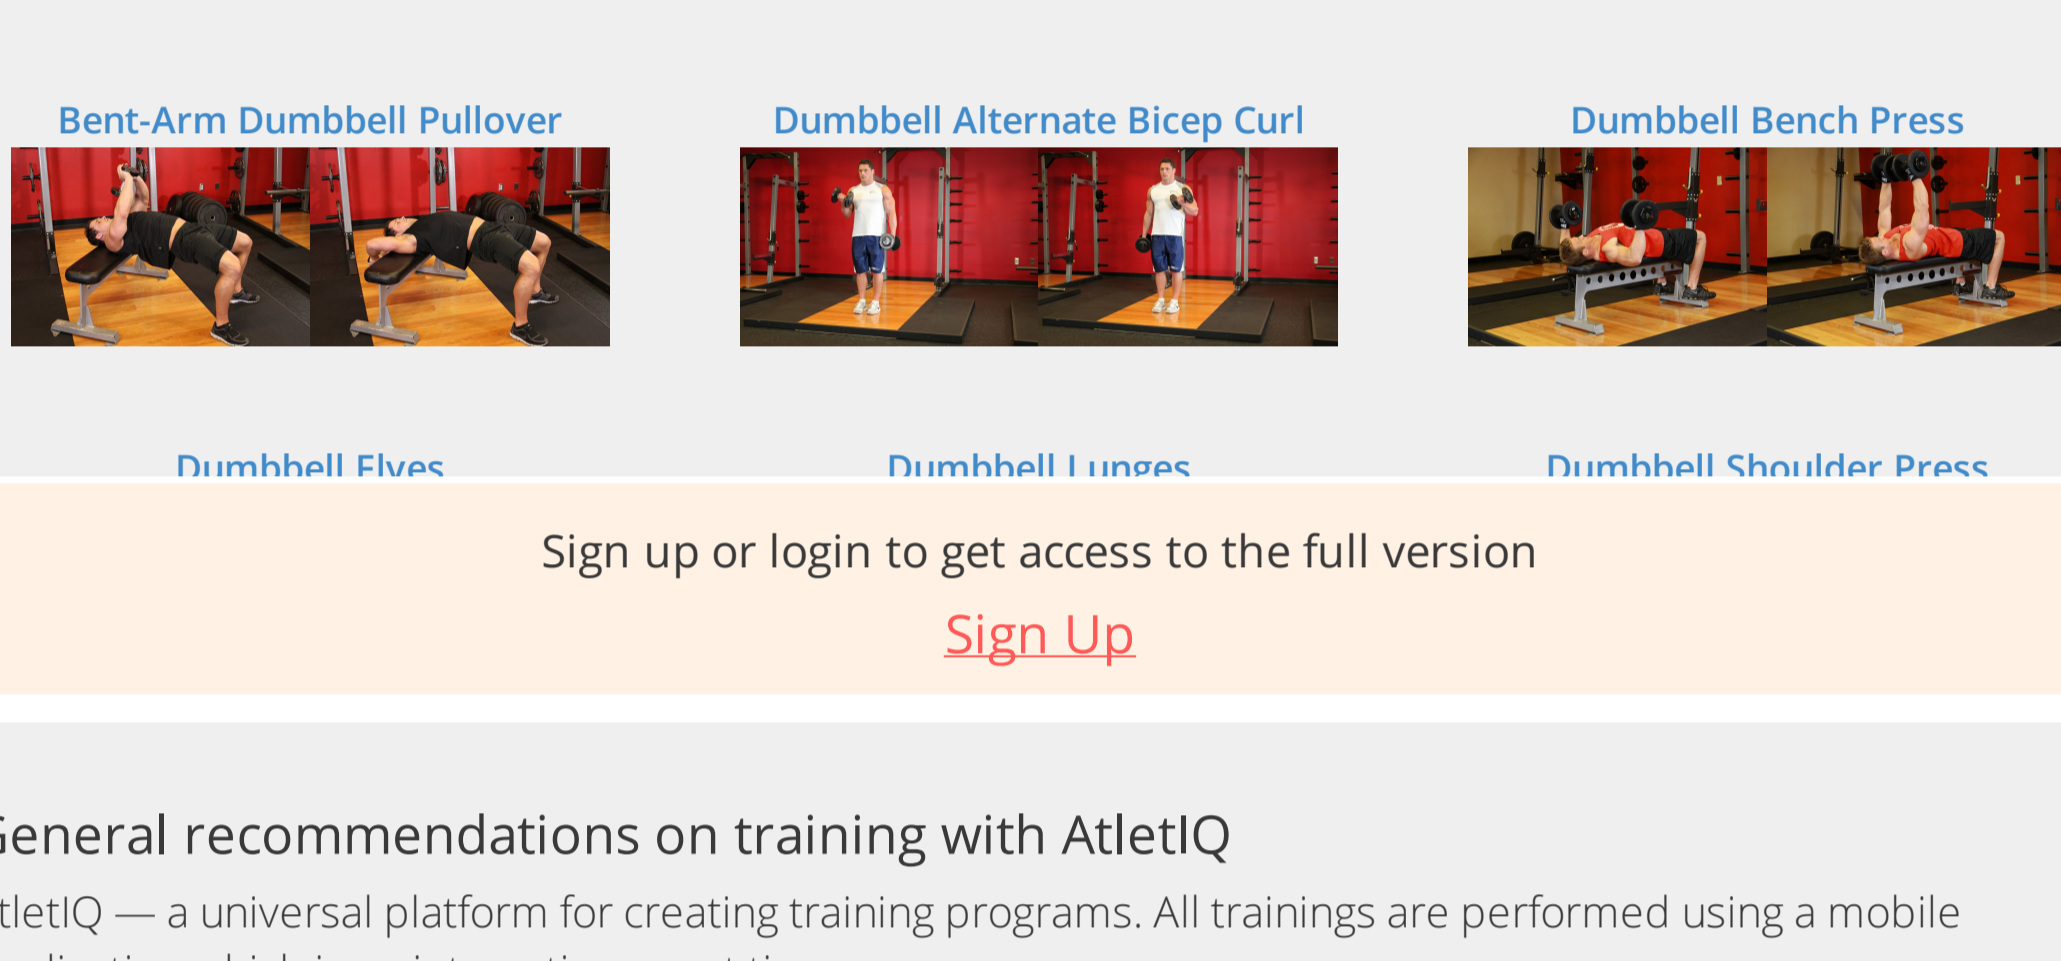 Bent-Arm Dumbbell Pullover
Dumbbell Alternate Bicep Curl
Dumbbell Bench Press
Dumbbell Flyes
Dumbbell Lunges
Dumbbell Shoulder Press
Sign up or login to get access to the full version
Sign Up
General recommendations on training with AtletIQ
tletIQ — a universal platform for creating training programs. All trainings are performed using a mobile